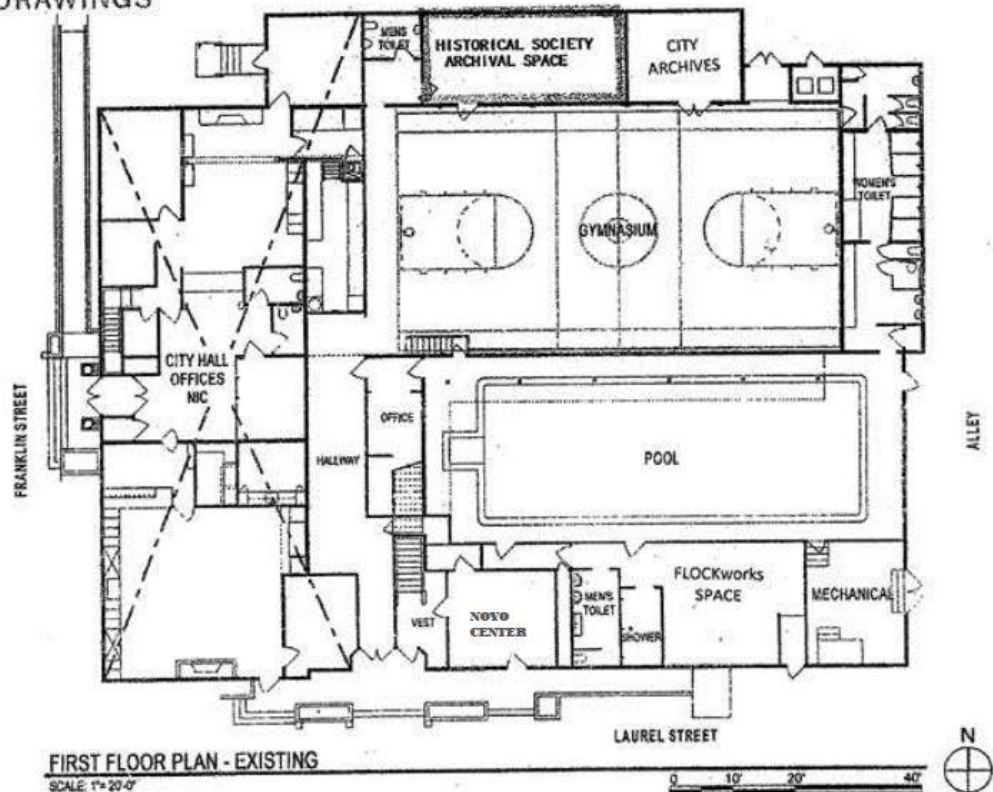 DRAWINGS
MENS
TOILET
HISTORICAL SOCIETY
ARCHIVAL SPACE
CITY
ARCHIVES
WOMEN'S
TOILET
GYMNASIUM
CITY HALL
OFFICES
NIC
OFFICE
HALLWAY
POOL
FRANKLIN STREET
ALLEY
FLOCKworks
SPACE
MEN'S
TOILET
SHOWER
MECHANICAL
VEST
NOYO
CENTER
LAUREL STREET
N
FIRST FLOOR PLAN - EXISTING
SCALE: 1"= 20'-0"
0 10' 20' 40'